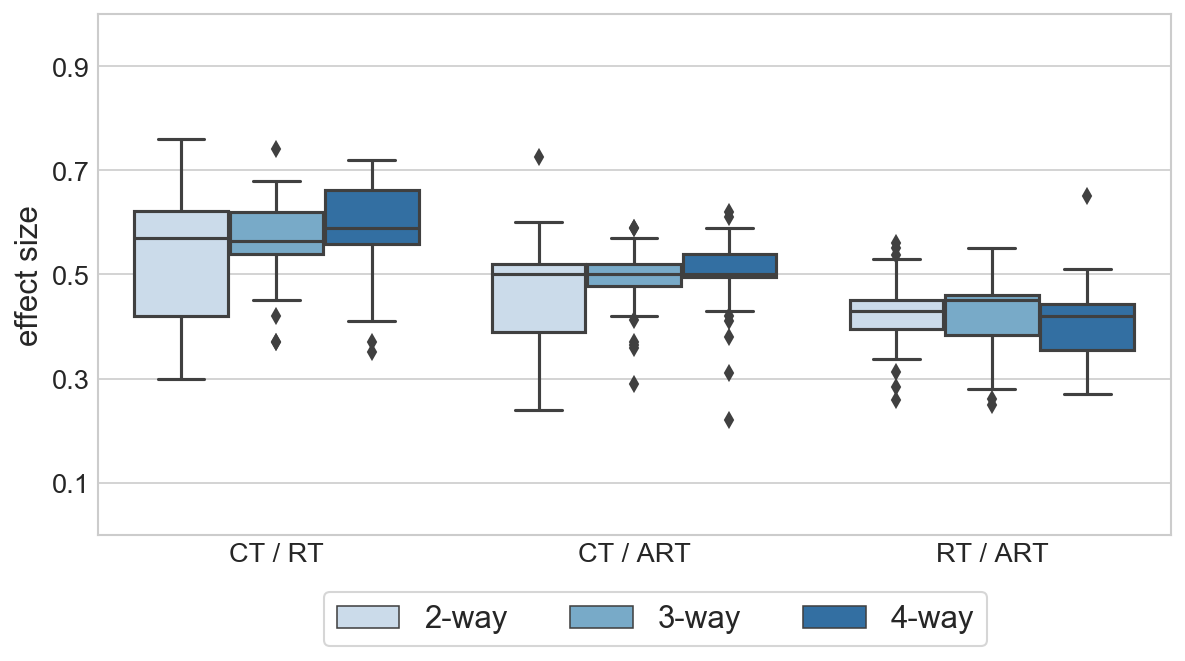 effect size
0.9
0.7
0.5
0.3
0.1
CT / RT
CT / ART
RT / ART
2-way
3-way
4-way